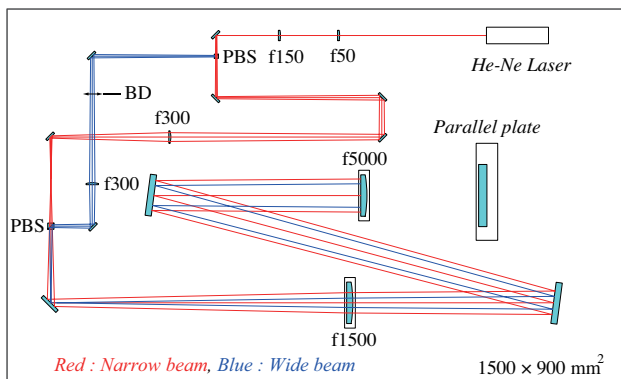 PBS
f150
f50
He-Ne Laser
BD
f300
Parallel plate
f5000
f300
PBS
f1500
Red : Narrow beam, Blue : Wide beam
1500 × 900 mm²